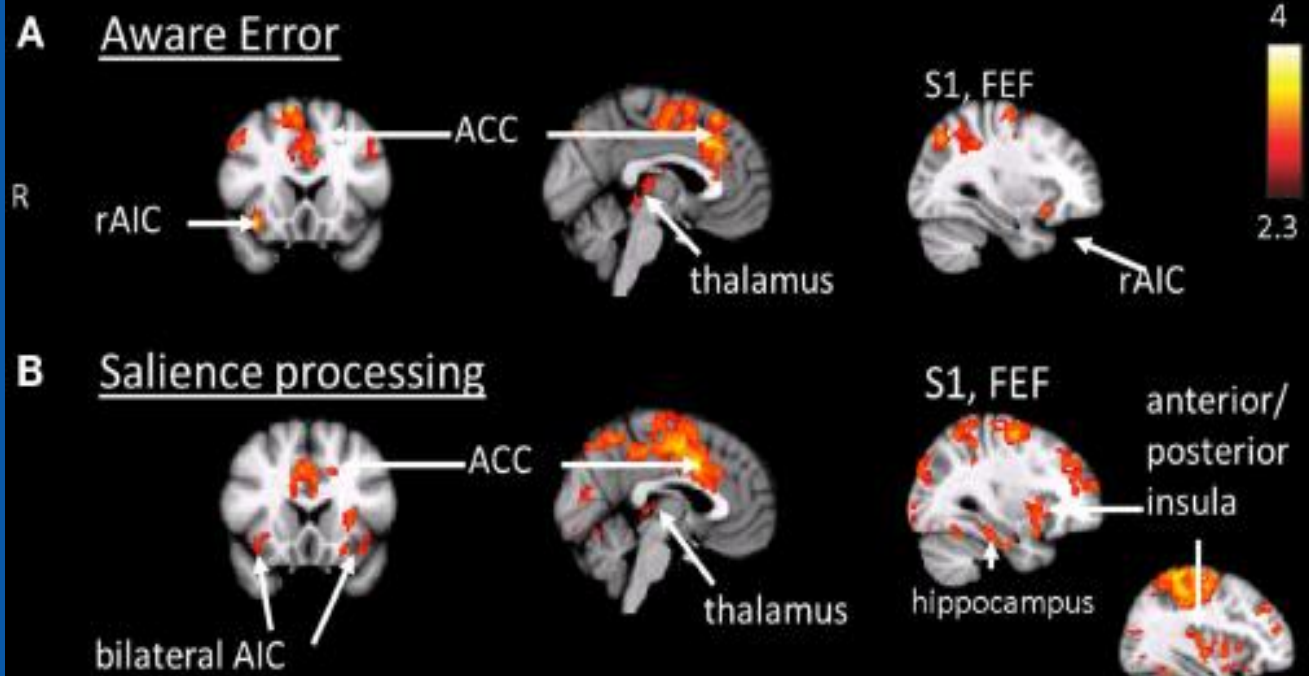 A Aware Error
4
S1, FEF
ACC
R
rAIC
2.3
thalamus
rAIC
B Salience processing
S1, FEF
anterior/
posterior
insula
ACC
hippocampus
thalamus
bilateral AIC